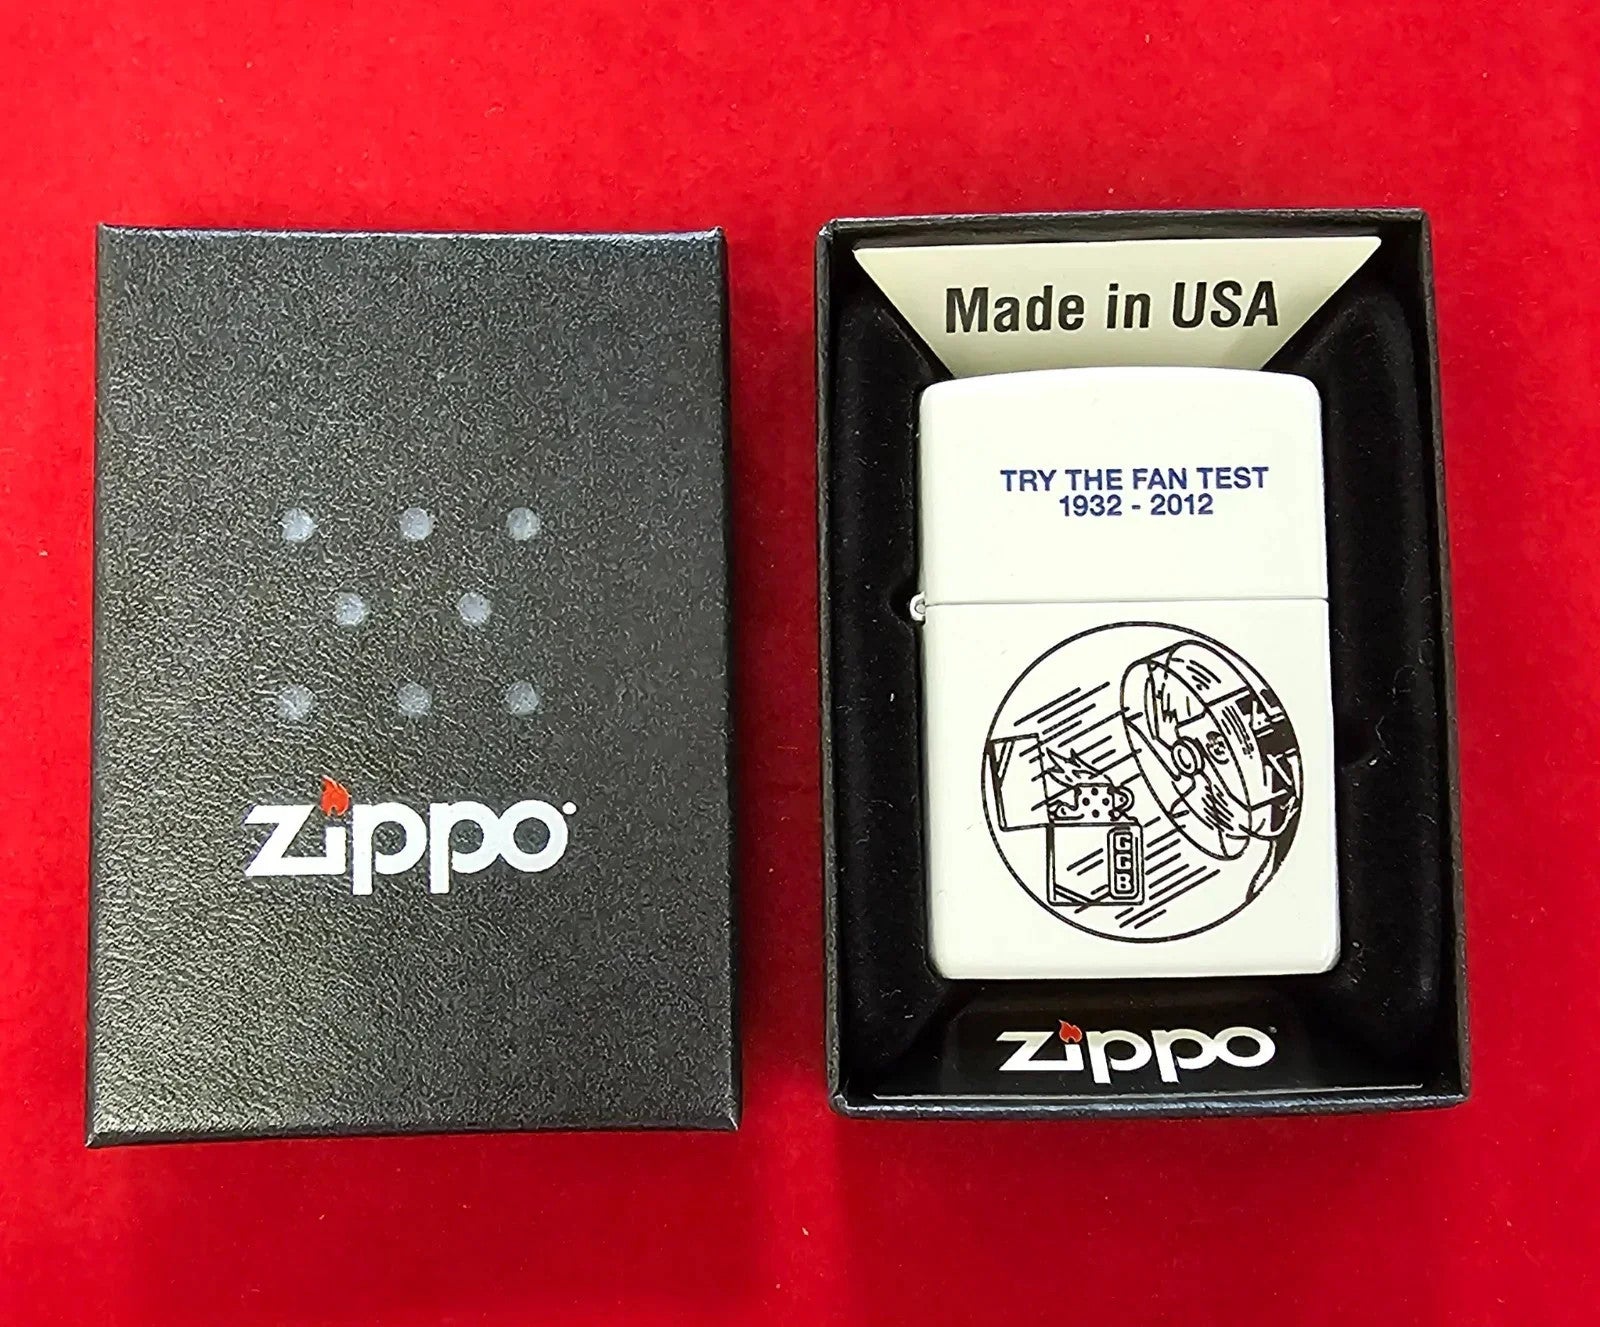 zippo
Made in USA
TRY THE FAN TEST
1932 - 2012
GGB
zippo